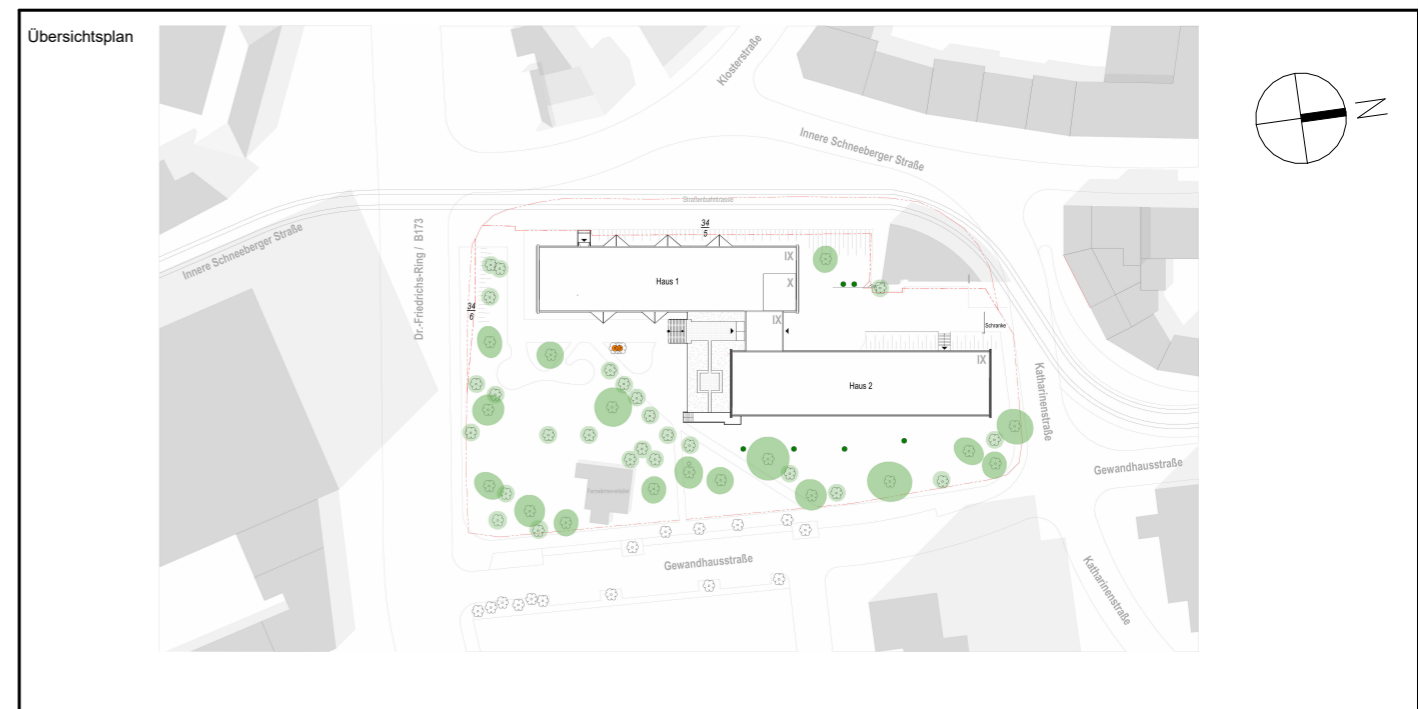 Übersichtsplan
Klosterstraße
Innere Schneeberger Straße
N
Straßenbahntrasse
34
5
Innere Schneeberger Straße
Dr.-Friedrichs-Ring / B173
IX
Haus 1
X
34
6
IX
Schranke
IX
Haus 2
Katharinenstraße
Gewandhausstraße
Gewandhausstraße
Katharinenstraße